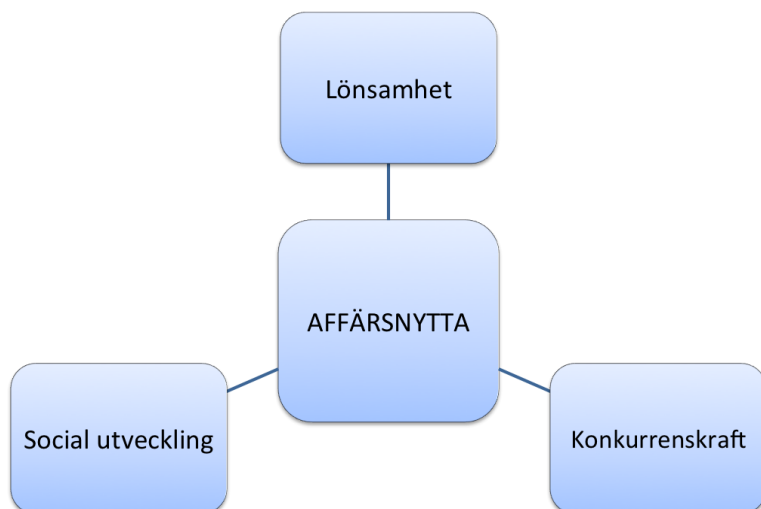 Lönsamhet
AFFÄRSNYTTA
Social utveckling
Konkurrenskraft